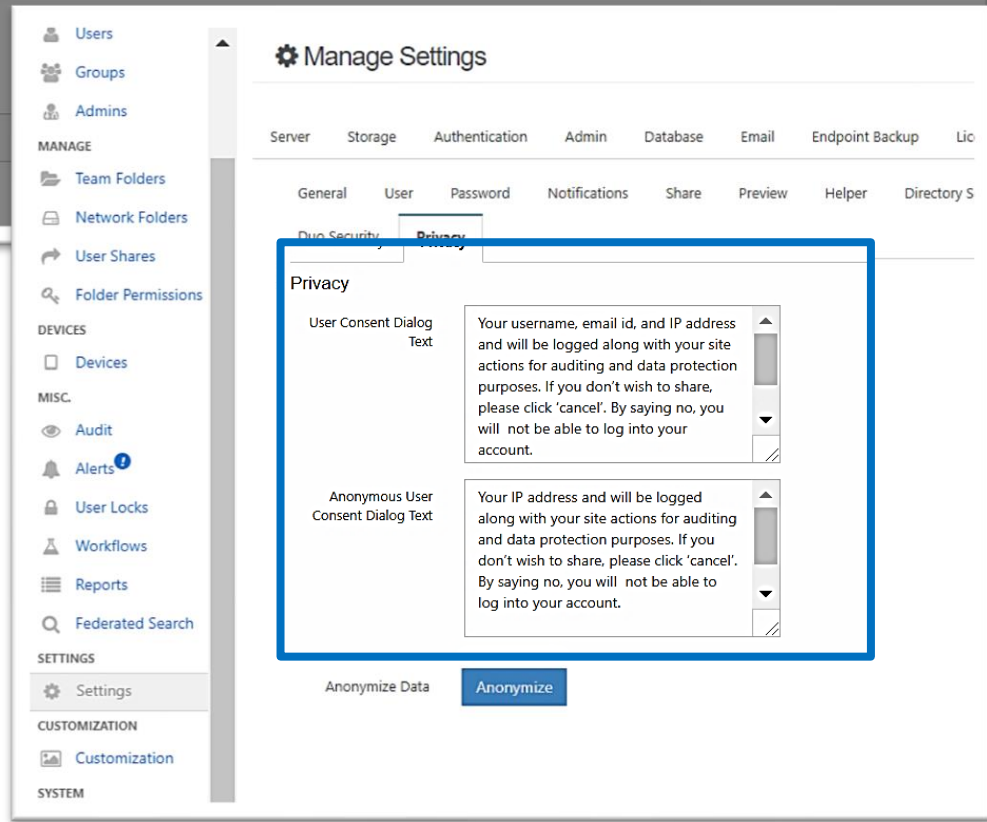 Users
Groups
Admins
MANAGE
Team Folders
Network Folders
User Shares
Folder Permissions
DEVICES
Devices
MISC.
Audit
Alerts
User Locks
Workflows
Reports
Federated Search
SETTINGS
Settings
CUSTOMIZATION
Customization
SYSTEM
Manage Settings
Server Storage Authentication Admin Database Email Endpoint Backup Lic
General User Password Notifications Share Preview Helper Directory S
Duo Security Privacy
Privacy
User Consent Dialog
Text
Your username, email id, and IP address
and will be logged along with your site
actions for auditing and data protection
purposes. If you don’t wish to share,
please click ‘cancel’. By saying no, you
will not be able to log into your
account.
Anonymous User
Consent Dialog Text
Your IP address and will be logged
along with your site actions for auditing
and data protection purposes. If you
don’t wish to share, please click ‘cancel’.
By saying no, you will not be able to
log into your account.
Anonymize Data Anonymize